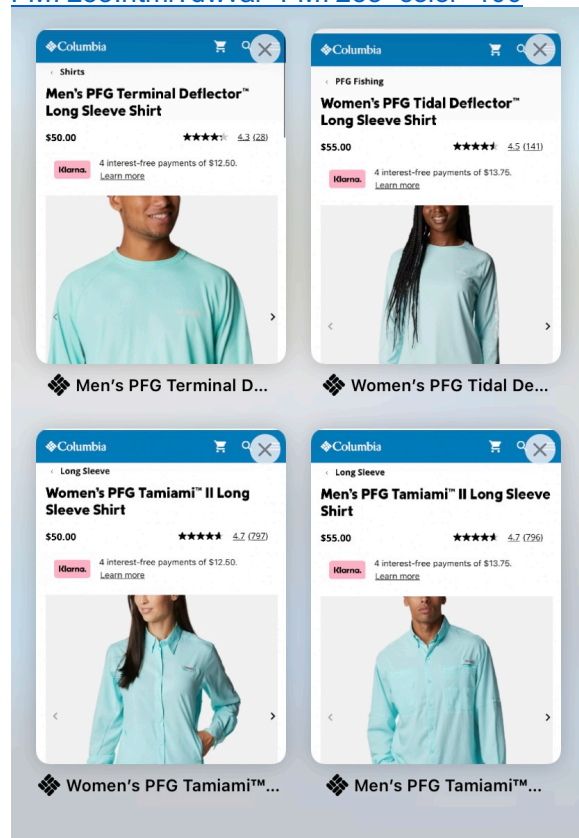 Columbia
‹ Shirts
Men's PFG Terminal Deflector™
Long Sleeve Shirt
$50.00 4.3 (28)
Klarna. 4 interest-free payments of $12.50.
Learn more
Men's PFG Terminal D...
Columbia
‹ PFG Fishing
Women's PFG Tidal Deflector™
Long Sleeve Shirt
$55.00 4.5 (141)
Klarna. 4 interest-free payments of $13.75.
Learn more
Women's PFG Tidal De...
Columbia
‹ Long Sleeve
Women's PFG Tamiami™ II Long
Sleeve Shirt
$50.00 4.7 (797)
Klarna. 4 interest-free payments of $12.50.
Learn more
Women's PFG Tamiami™...
Columbia
‹ Long Sleeve
Men's PFG Tamiami™ II Long Sleeve
Shirt
$55.00 4.7 (796)
Klarna. 4 interest-free payments of $13.75.
Learn more
Men's PFG Tamiami™...